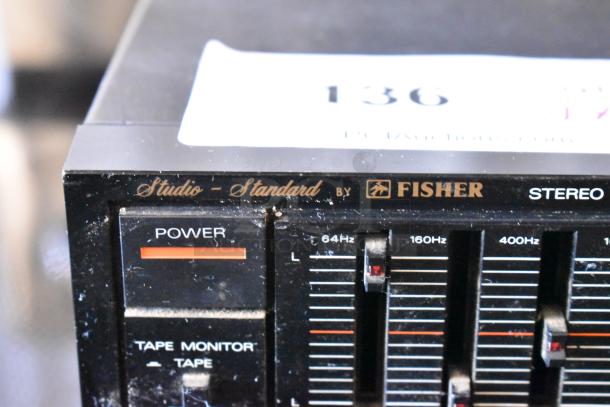 136
Studio - Standard BY FISHER
STEREO
POWER
64Hz 160Hz 400Hz
L
TAPE MONITOR
TAPE
L